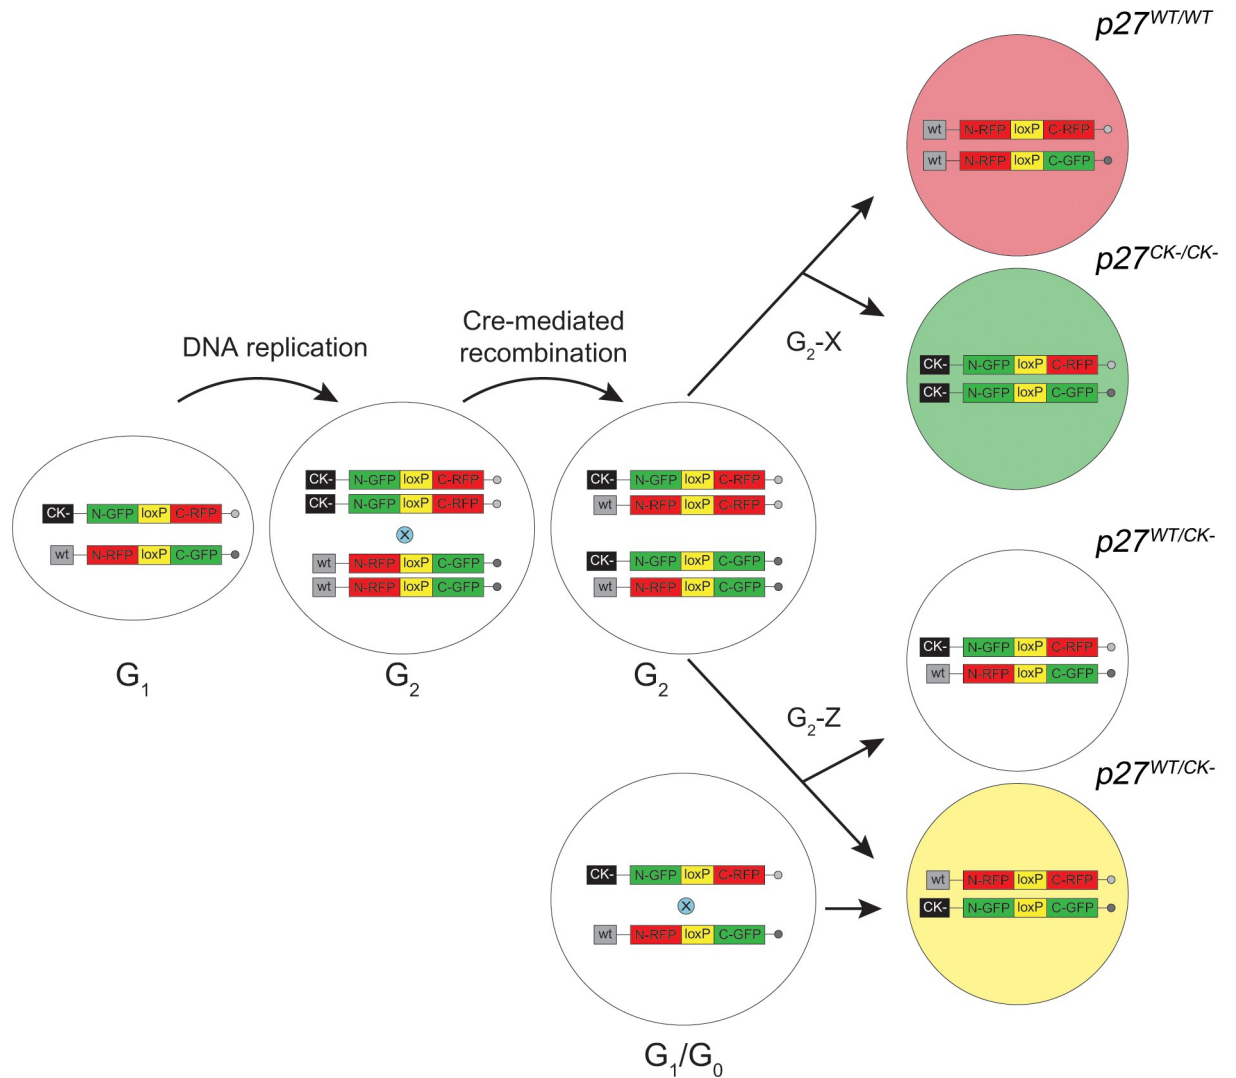 p27WT/WT
wt N-RFP loxP C-RFP
wt N-RFP loxP C-GFP
p27CK-/CK-
CK- N-GFP loxP C-RFP
CK- N-GFP loxP C-GFP
G2-X
Cre-mediated
recombination
DNA replication
CK- N-GFP loxP C-RFP
wt N-RFP loxP C-GFP
G1
CK- N-GFP loxP C-RFP
CK- N-GFP loxP C-RFP
X
wt N-RFP loxP C-GFP
wt N-RFP loxP C-GFP
G2
CK- N-GFP loxP C-RFP
wt N-RFP loxP C-RFP
CK- N-GFP loxP C-GFP
wt N-RFP loxP C-GFP
G2
p27WT/CK-
CK- N-GFP loxP C-RFP
wt N-RFP loxP C-GFP
G2-Z
p27WT/CK-
wt N-RFP loxP C-RFP
CK- N-GFP loxP C-GFP
CK- N-GFP loxP C-RFP
X
wt N-RFP loxP C-GFP
G1/G0